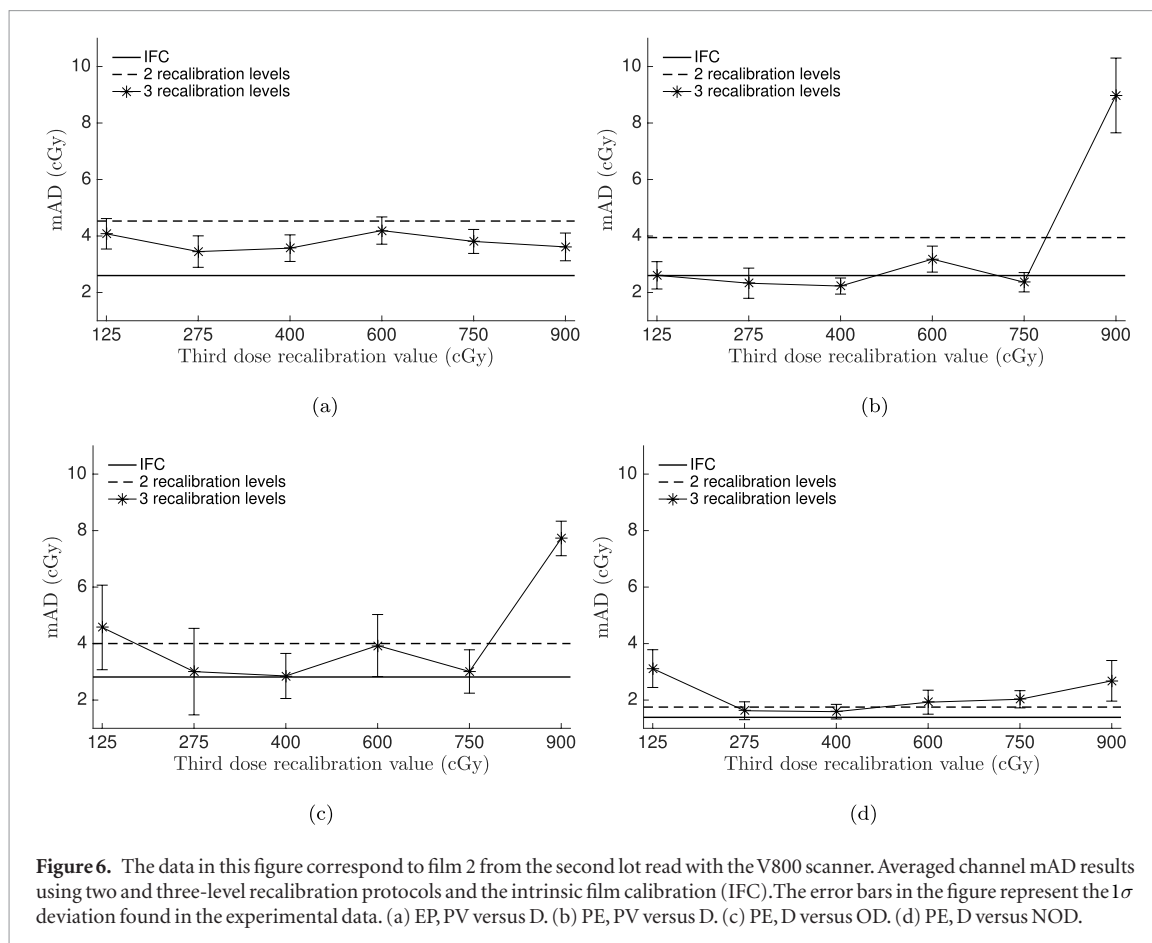 IFC
2 recalibration levels
3 recalibration levels
10
8
6
4
2
mAD (cGy)
125 275 400 600 750 900
Third dose recalibration value (cGy)
(a)
IFC
2 recalibration levels
3 recalibration levels
10
8
6
4
2
mAD (cGy)
125 275 400 600 750 900
Third dose recalibration value (cGy)
(b)
IFC
2 recalibration levels
3 recalibration levels
10
8
6
4
2
mAD (cGy)
125 275 400 600 750 900
Third dose recalibration value (cGy)
(c)
IFC
2 recalibration levels
3 recalibration levels
10
8
6
4
2
mAD (cGy)
125 275 400 600 750 900
Third dose recalibration value (cGy)
(d)
Figure 6. The data in this figure correspond to film 2 from the second lot read with the V800 scanner. Averaged channel mAD results
using two and three-level recalibration protocols and the intrinsic film calibration (IFC).The error bars in the figure represent the 1σ
deviation found in the experimental data. (a) EP, PV versus D. (b) PE, PV versus D. (c) PE, D versus OD. (d) PE, D versus NOD.